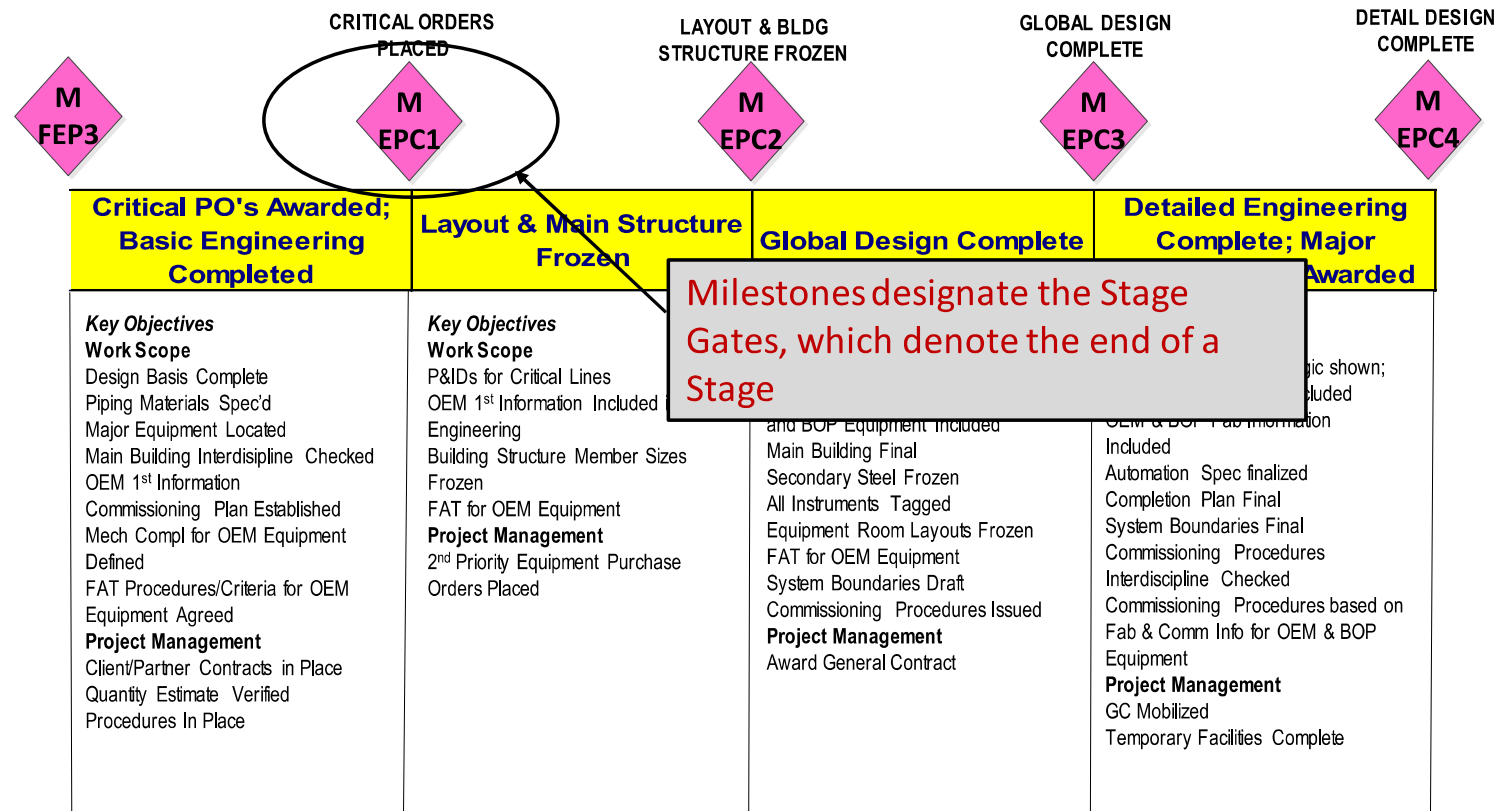 CRITICAL ORDERS
PLACED
LAYOUT & BLDG
STRUCTURE FROZEN
GLOBAL DESIGN
COMPLETE
DETAIL DESIGN
COMPLETE
M
FEP3
M
EPC1
M
EPC2
M
EPC3
M
EPC4
Critical PO's Awarded;
Basic Engineering
Completed
Layout & Main Structure
Frozen
Global Design Complete
Detailed Engineering
Complete; Major
Awarded
Milestones designate the Stage
Gates, which denote the end of a
Stage
Key Objectives
Work Scope
Design Basis Complete
Piping Materials Spec'd
Major Equipment Located
Main Building Interdisipline Checked
OEM 1st Information
Commissioning Plan Established
Mech Compl for OEM Equipment
Defined
FAT Procedures/Criteria for OEM
Equipment Agreed
Project Management
Client/Partner Contracts in Place
Quantity Estimate Verified
Procedures In Place
Key Objectives
Work Scope
P&IDs for Critical Lines
OEM 1st Information Included
Engineering
Building Structure Member Sizes
Frozen
FAT for OEM Equipment
Project Management
2nd Priority Equipment Purchase
Orders Placed
and BOP Equipment Included
Main Building Final
Secondary Steel Frozen
All Instruments Tagged
Equipment Room Layouts Frozen
FAT for OEM Equipment
System Boundaries Draft
Commissioning Procedures Issued
Project Management
Award General Contract
shown;
OEM & BOP Fab Information
Included
Automation Spec finalized
Completion Plan Final
System Boundaries Final
Commissioning Procedures
Interdiscipline Checked
Commissioning Procedures based on
Fab & Comm Info for OEM & BOP
Equipment
Project Management
GC Mobilized
Temporary Facilities Complete